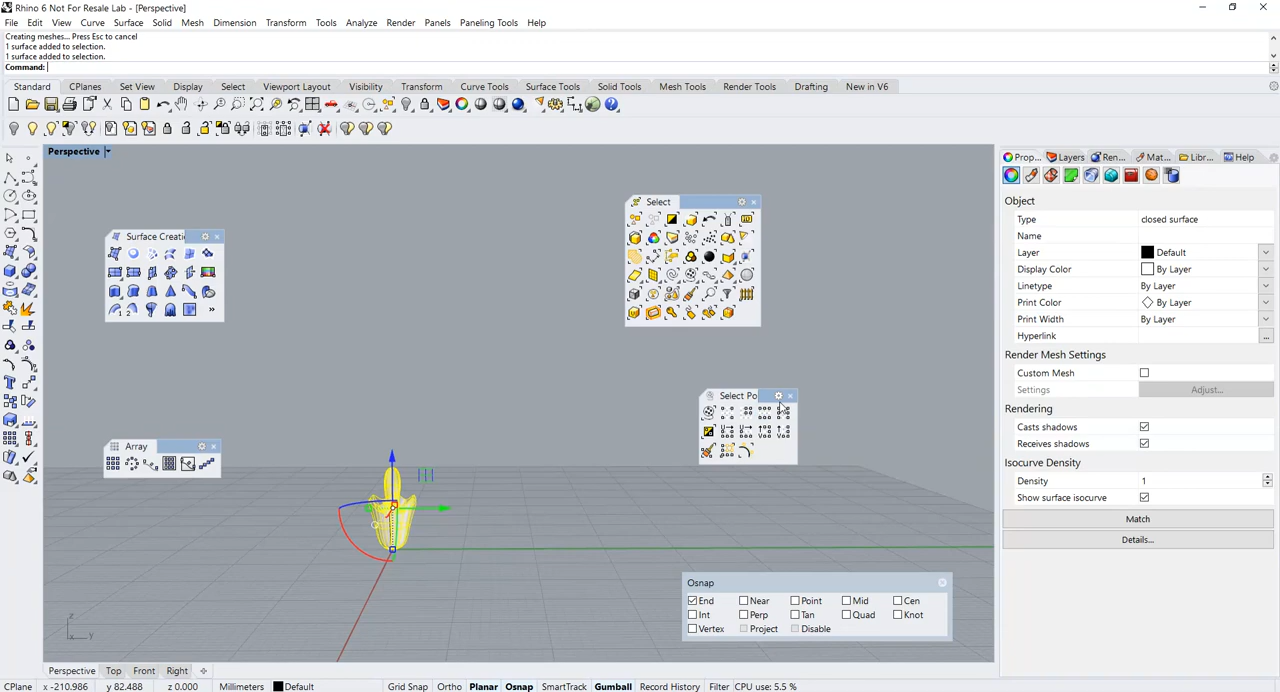 Rhino 6 Not For Resale Lab - [Perspective]
File Edit View Curve Surface Solid Mesh Dimension Transform Tools Analyze Render Panels Paneling Tools Help
Creating meshes... Press Esc to cancel
1 surface added to selection.
1 surface added to selection.
Command:
Standard CPlanes Set View Display Select Viewport Layout Visibility Transform Curve Tools Surface Tools Solid Tools Mesh Tools Render Tools Drafting New in V6
Perspective
Prop... Layers Ren... Mat... Libr... Help
Object
Type closed surface
Name
Layer Default
Display Color By Layer
Linetype By Layer
Print Color By Layer
Print Width By Layer
Hyperlink ...
Render Mesh Settings
Custom Mesh
Settings Adjust...
Rendering
Casts shadows
Receives shadows
Isocurve Density
Density 1
Show surface isocurve
Match
Details...
Select
Surface Creati
Select Po
Array
Osnap
End Near Point Mid Cen
Int Perp Tan Quad Knot
Vertex Project Disable
z
x y
Perspective Top Front Right
CPlane x -210.986 y 82.488 z 0.000 Millimeters Default Grid Snap Ortho Planar Osnap SmartTrack Gumball Record History Filter CPU use: 5.5 %